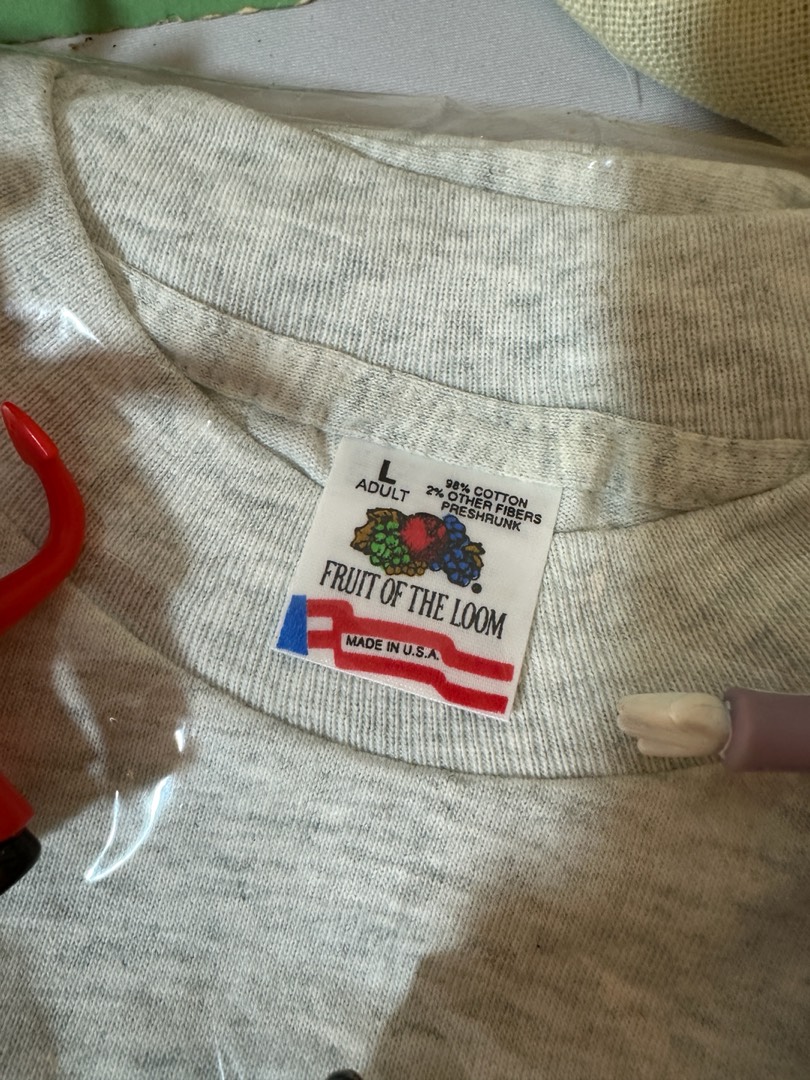 L
ADULT
98% COTTON
2% OTHER FIBERS
PRESHRUNK
FRUIT OF THE LOOM
MADE IN U.S.A.